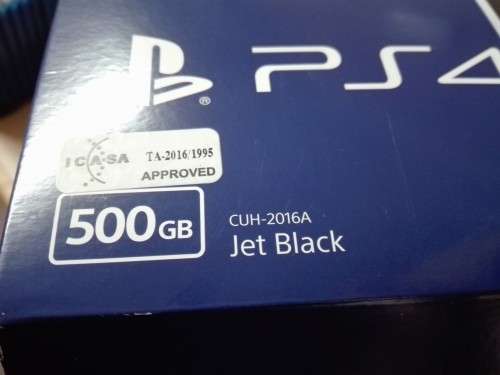 PS4
ICASA TA-2016/1995
APPROVED
500GB
CUH-2016A
Jet Black